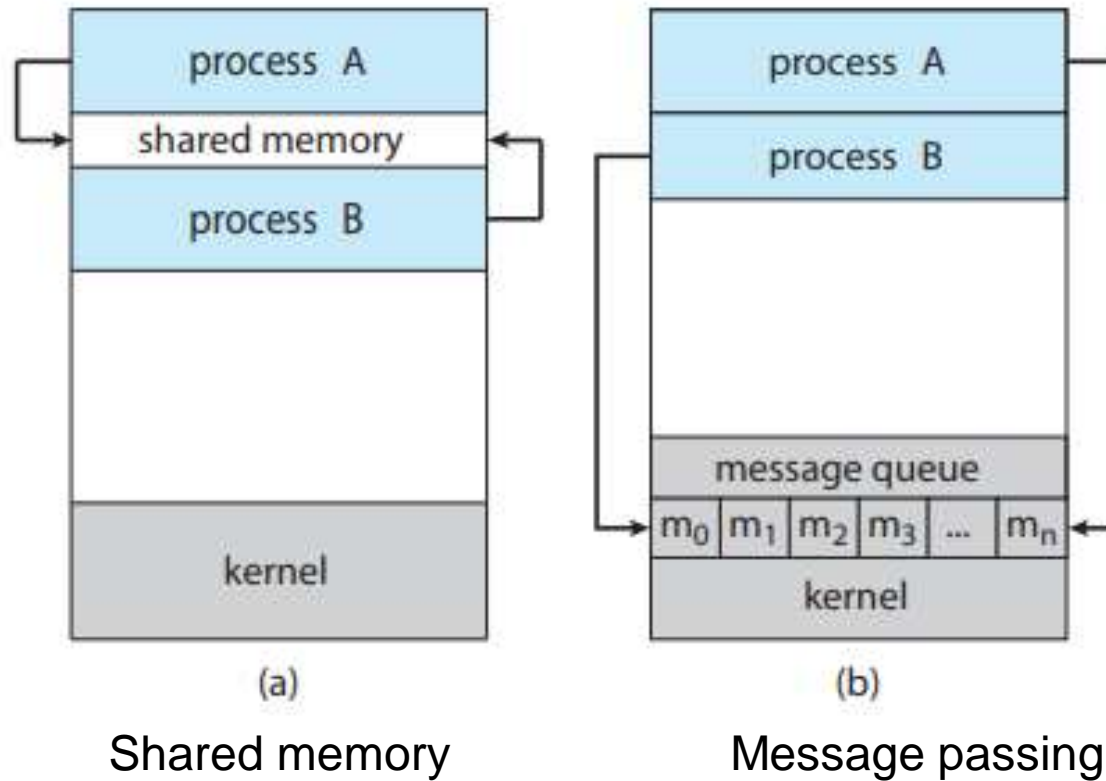 process A
shared memory
process B
kernel
(a)
Shared memory
process A
process B
message queue
m₀ m₁ m₂ m₃ ... mₙ
kernel
(b)
Message passing